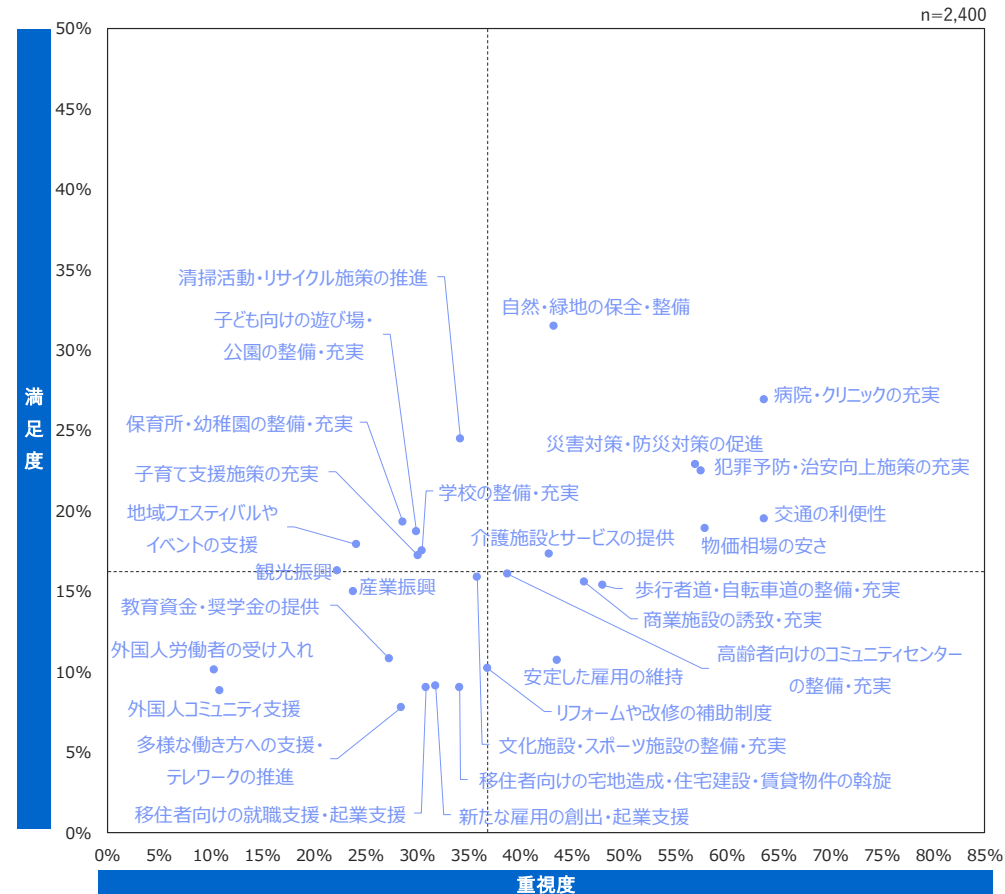 n=2,400
50%
45%
40%
35%
30%
25%
20%
15%
10%
5%
0%
満足度
清掃活動・リサイクル施策の推進
自然・緑地の保全・整備
子ども向けの遊び場・
公園の整備・充実
病院・クリニックの充実
保育所・幼稚園の整備・充実
災害対策・防災対策の促進
犯罪予防・治安向上施策の充実
子育て支援施策の充実
学校の整備・充実
地域フェスティバルや
イベントの支援
交通の利便性
介護施設とサービスの提供
物価相場の安さ
観光振興
産業振興
歩行者道・自転車道の整備・充実
教育資金・奨学金の提供
商業施設の誘致・充実
外国人労働者の受け入れ
高齢者向けのコミュニティセンター
の整備・充実
安定した雇用の維持
外国人コミュニティ支援
リフォームや改修の補助制度
多様な働き方への支援・
テレワークの推進
文化施設・スポーツ施設の整備・充実
移住者向けの宅地造成・住宅建設・賃貸物件の斡旋
移住者向けの就職支援・起業支援
新たな雇用の創出・起業支援
0% 5% 10% 15% 20% 25% 30% 35% 40% 45% 50% 55% 60% 65% 70% 75% 80% 85%
重視度